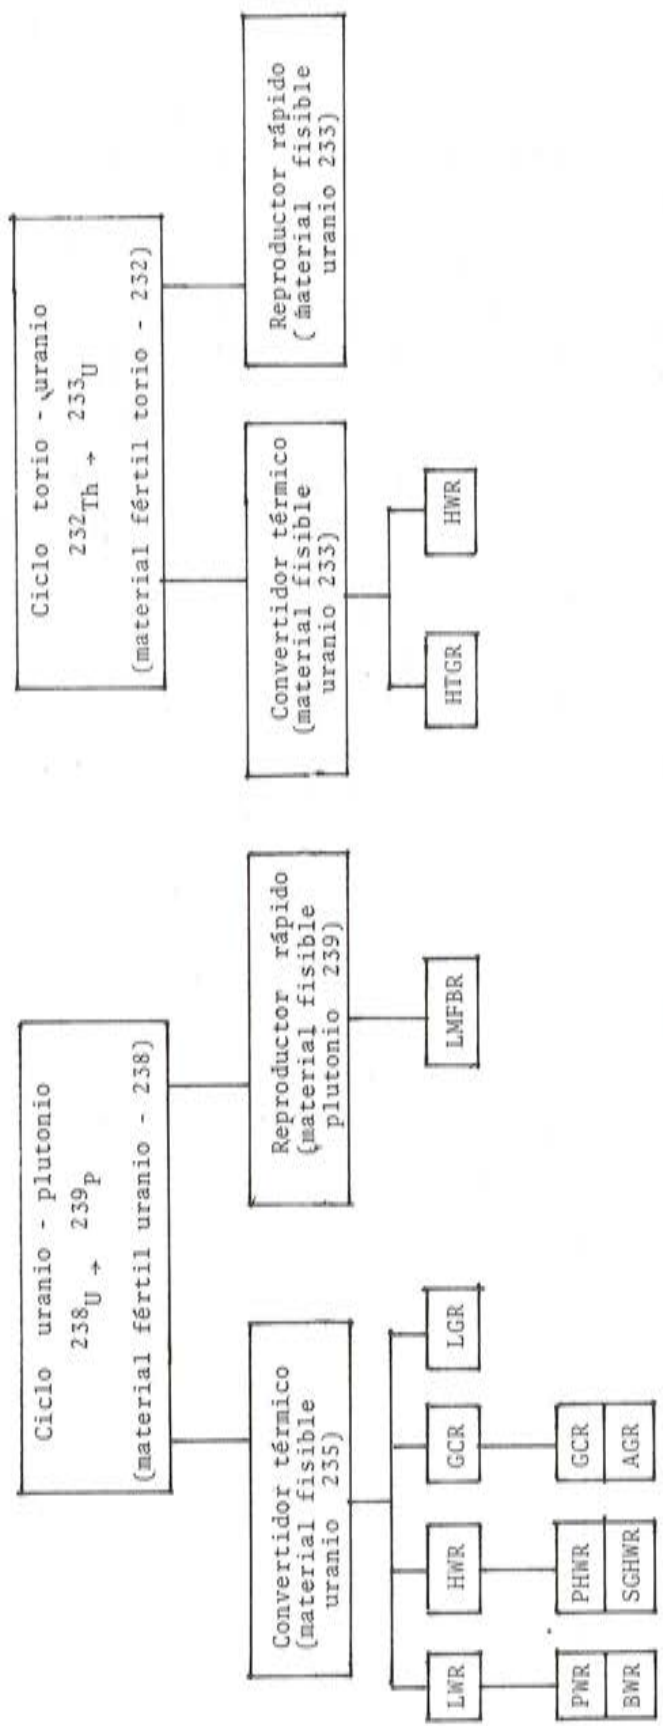 Ciclo uranio - plutonio
238U → 239P
(material fértil uranio - 238)
Convertidor térmico
(material fisible
uranio 235)
Reproductor rápido
(material fisible
plutonio 239)
LWR
HWR
GCR
LGR
LMFBR
PWR
BWR
PHWR
SGHWR
GCR
AGR
Ciclo torio - uranio
232Th → 233U
(material fértil torio - 232)
Convertidor térmico
(material fisible
uranio 233)
Reproductor rápido
( material fisible
uranio 233)
HTGR
HWR